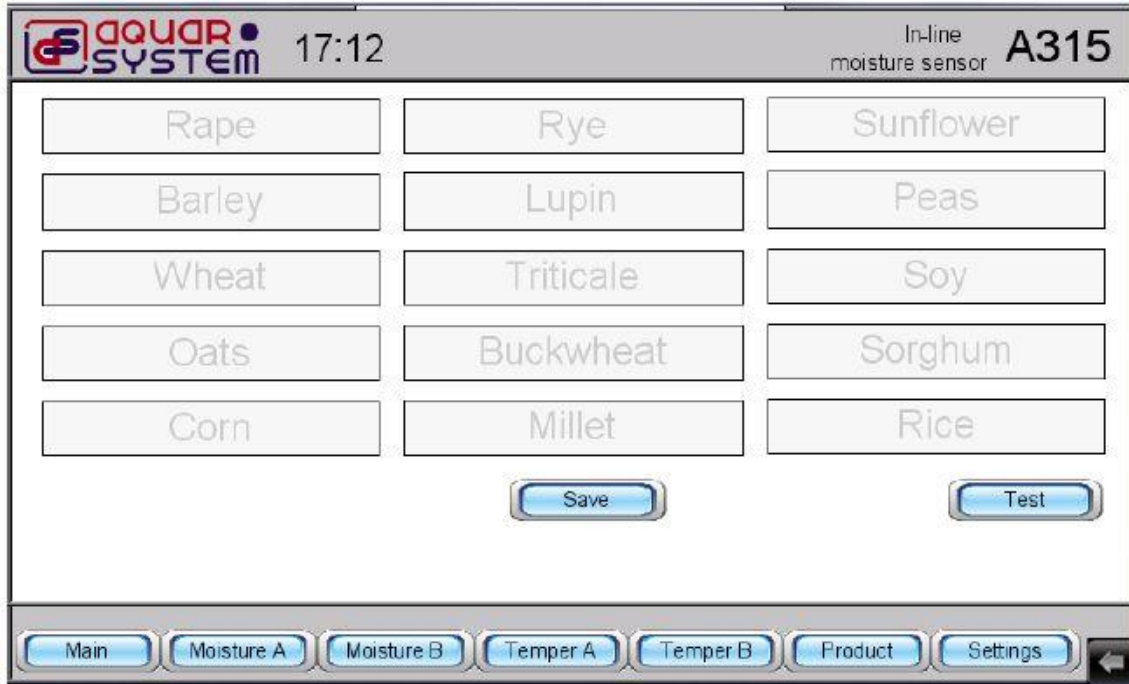 aquar system 17:12 In-line moisture sensor A315
Rape Rye Sunflower
Barley Lupin Peas
Wheat Triticale Soy
Oats Buckwheat Sorghum
Corn Millet Rice
Save Test
Main Moisture A Moisture B Temper A Temper B Product Settings